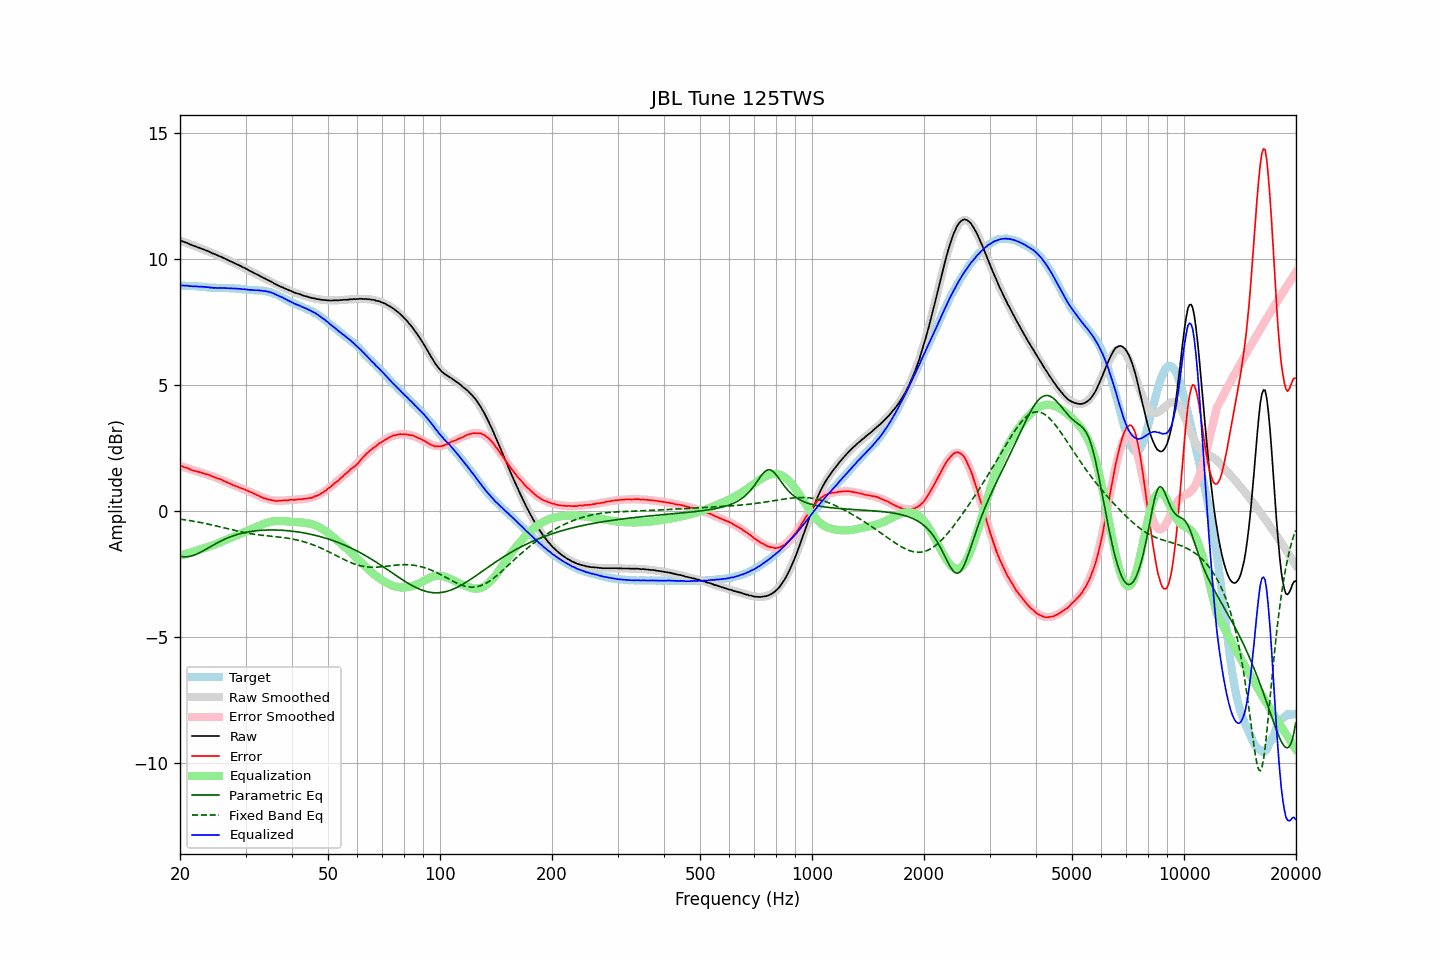 JBL Tune 125TWS
15
10
5
0
−5
−10
Amplitude (dBr)
Target
Raw Smoothed
Error Smoothed
Raw
Error
Equalization
Parametric Eq
Fixed Band Eq
Equalized
20 50 100 200 500 1000 2000 5000 10000 20000
Frequency (Hz)